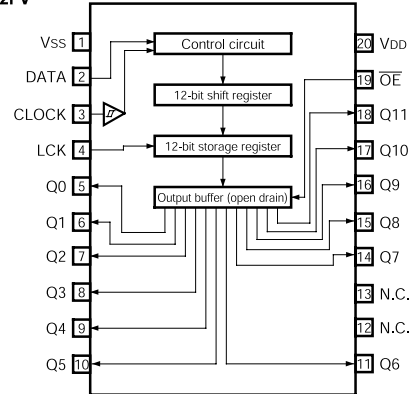 VSS 1
DATA 2
CLOCK 3
LCK 4
Q0 5
Q1 6
Q2 7
Q3 8
Q4 9
Q5 10
Control circuit
12-bit shift register
12-bit storage register
Output buffer (open drain)
20 VDD
19 OE
18 Q11
17 Q10
16 Q9
15 Q8
14 Q7
13 N.C.
12 N.C.
11 Q6